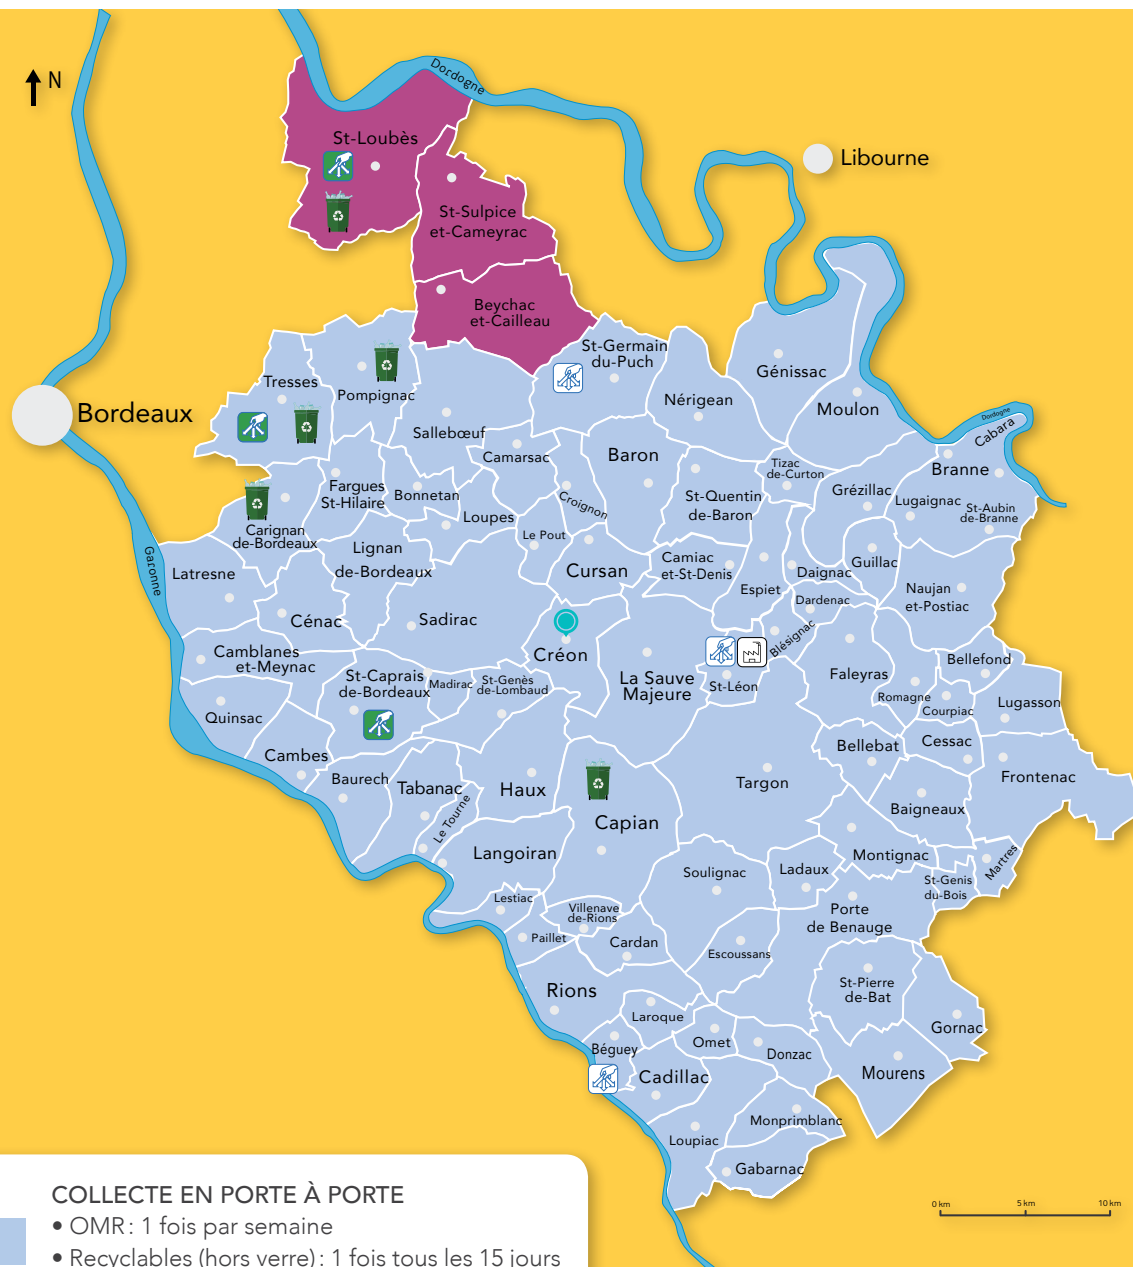 N
Dordogne
St-Loubès
Libourne
St-Sulpice
et-Cameyrac
Beychac
et-Cailleau
St-Germain
du-Puch
Génissac
Tresses
Pompignac
Nérigean
Moulon
Bordeaux
Dordogne
Cabara
Sallebœuf
Camarsac
Baron
Tizac
de-Curton
Branne
Fargues
St-Hilaire
Bonnetan
Croignon
St-Quentin
de-Baron
Grézillac
Lugaignac
St-Aubin
de-Branne
Loupes
Carignan
de-Bordeaux
Le Pout
Lignan
de-Bordeaux
Garonne
Latresne
Cursan
Camiac
et-St-Denis
Espiet
Daignac
Guillac
Naujan
et-Postiac
Dardenac
Cénac
Sadirac
Blésignac
Créon
Camblanes
et-Meynac
La Sauve
Majeure
St-Léon
Faleyras
Bellefond
St-Caprais
de-Bordeaux
Madirac
St-Genès
de-Lombaud
Romagne
Courpiac
Lugasson
Quinsac
Cambes
Bellebat
Cessac
Baurech
Tabanac
Haux
Targon
Frontenac
Le Tourne
Capian
Baigneaux
Langoiran
Montignac
Martres
Soulignac
Ladaux
St-Genis
du-Bois
Lestiac
Villenave
de-Rions
Porte
de Benauge
Paillet
Cardan
Escoussans
St-Pierre
de-Bat
Rions
Laroque
Gornac
Béguey
Omet
Donzac
Mourens
Cadillac
Monprimblanc
Loupiac
Gabarnac
COLLECTE EN PORTE À PORTE
• OMR : 1 fois par semaine
• Recyclables (hors verre) : 1 fois tous les 15 jours
0 km 5 km 10 km